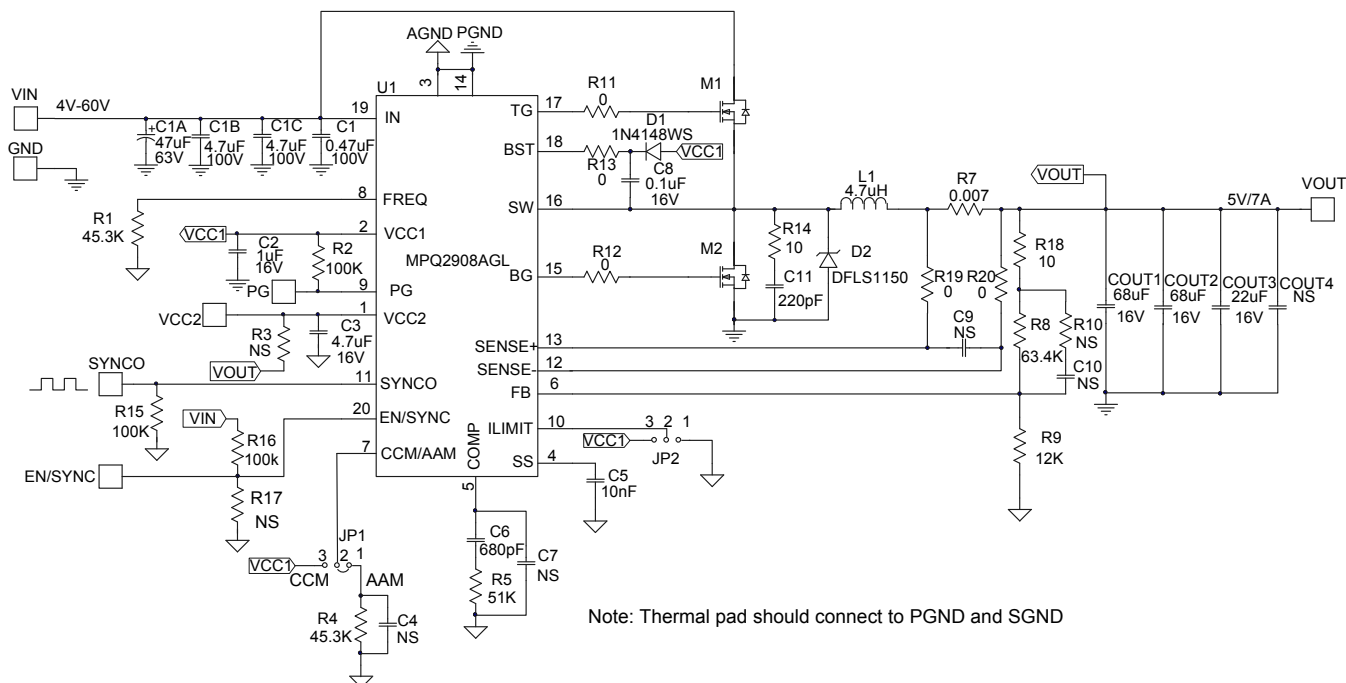 AGND PGND
3
14
U1
VIN
4V-60V
19 IN
C1A
47uF
63V
C1B
4.7uF
100V
C1C
4.7uF
100V
C1
0.47uF
100V
GND
8 FREQ
R1
45.3K
VCC1
2 VCC1
C2
1uF
16V
R2
100K
MPQ2908AGL
PG
9 PG
VCC2
1 VCC2
R3
NS
C3
4.7uF
16V
VOUT
SYNCO
11 SYNCO
R15
100K
VIN
20 EN/SYNC
R16
100k
7 CCM/AAM
EN/SYNC
R17
NS
JP1
VCC1
3 2 1
CCM AAM
R4
45.3K
C4
NS
TG 17
R11
0
M1
BST 18
R13
0
D1
1N4148WS
VCC1
C8
0.1uF
16V
SW 16
L1
4.7uH
R7
0.007
VOUT
5V/7A
VOUT
BG 15
R12
0
M2
R14
10
C11
220pF
D2
DFLS1150
R19
0
R20
0
C9
NS
R18
10
R8
63.4K
R10
NS
C10
NS
COUT1
68uF
16V
COUT2
68uF
16V
COUT3
22uF
16V
COUT4
NS
SENSE+ 13
SENSE- 12
FB 6
R9
12K
ILIMIT 10
VCC1
3 2 1
JP2
SS 4
C5
10nF
COMP
5
C6
680pF
R5
51K
C7
NS
Note: Thermal pad should connect to PGND and SGND